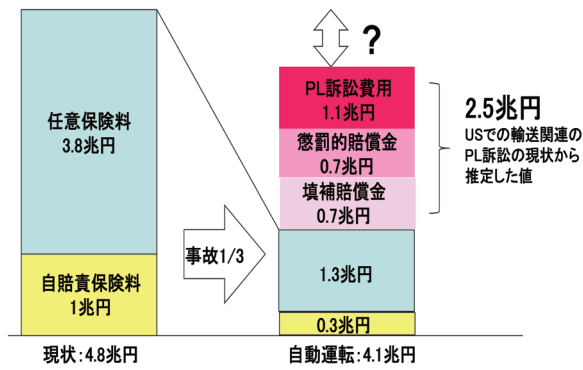 任意保険料
3.8兆円
自賠責保険料
1兆円
現状:4.8兆円
事故1/3
?
PL訴訟費用
1.1兆円
懲罰的賠償金
0.7兆円
填補賠償金
0.7兆円
1.3兆円
0.3兆円
自動運転:4.1兆円
2.5兆円
USでの輸送関連の
PL訴訟の現状から
推定した値